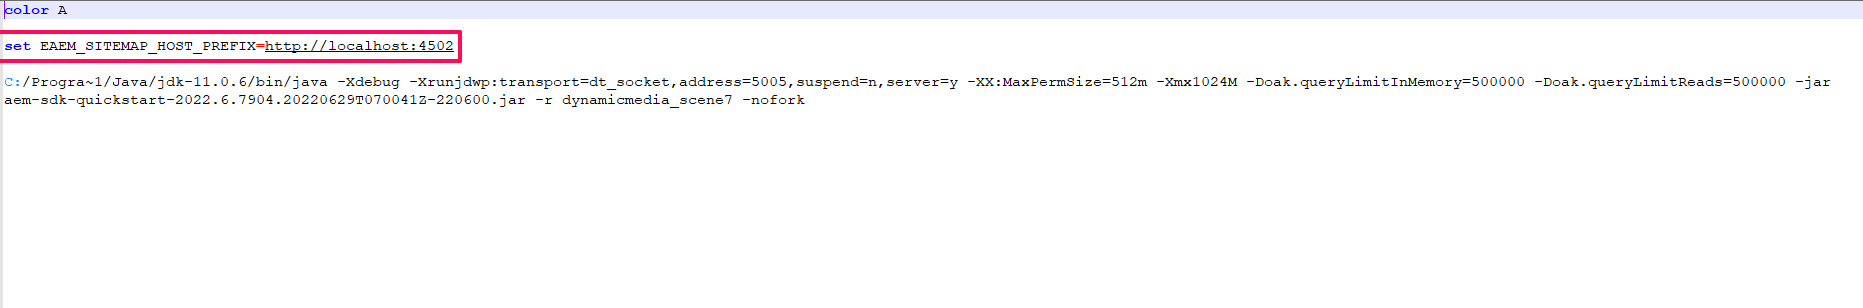 color A
set EAEM_SITEMAP_HOST_PREFIX=http://localhost:4502
C:/Progra~1/Java/jdk-11.0.6/bin/java -Xdebug -Xrunjdwp:transport=dt_socket,address=5005,suspend=n,server=y -XX:MaxPermSize=512m -Xmx1024M -Doak.queryLimitInMemory=500000 -Doak.queryLimitReads=500000 -jar
aem-sdk-quickstart-2022.6.7904.20220629T070041Z-220600.jar -r dynamicmedia_scene7 -nofork